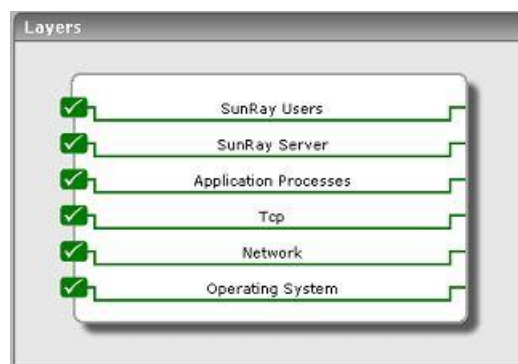 Layers
SunRay Users
SunRay Server
Application Processes
Tcp
Network
Operating System